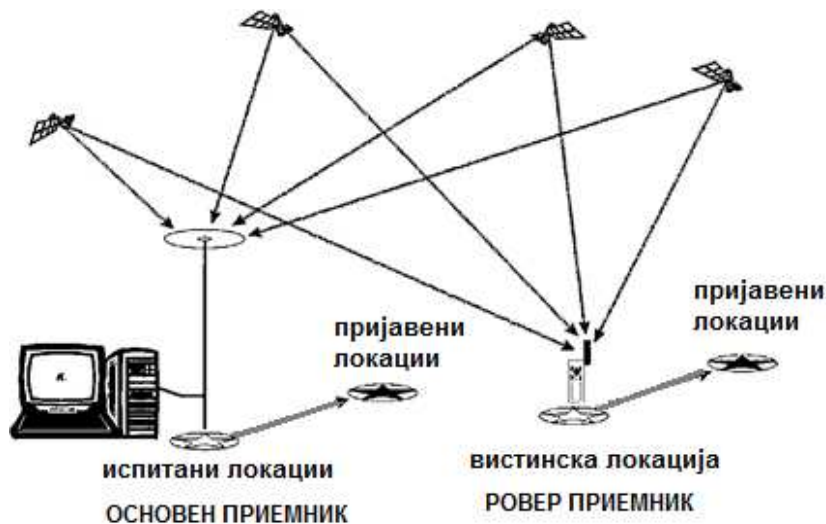 пријавени
локации
пријавени
локации
испитани локации
ОСНОВЕН ПРИЕМНИК
вистинска локација
РОВЕР ПРИЕМНИК